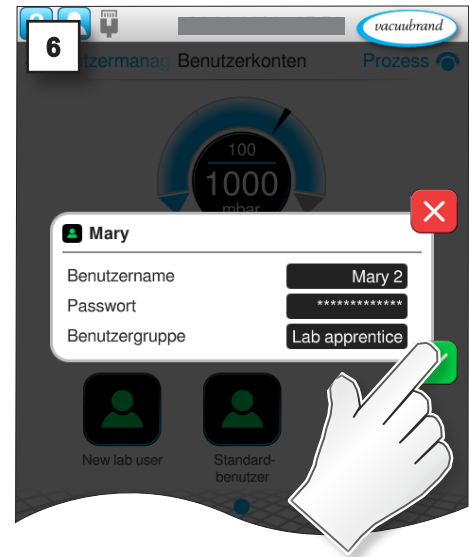 6
vacuubrand
tzermanag Benutzerkonten Prozess
100
1000
mbar
Mary
Benutzername Mary 2
Passwort *************
Benutzergruppe Lab apprentice
New lab user
Standard-
benutzer